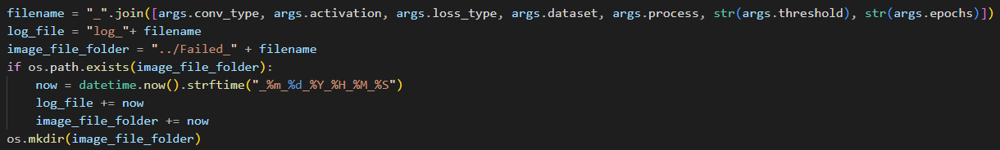 filename = "_".join([args.conv_type, args.activation, args.loss_type, args.dataset, args.process, str(args.threshold), str(args.epochs)])
log_file = "log_"+ filename
image_file_folder = "../Failed_" + filename
if os.path.exists(image_file_folder):
    now = datetime.now().strftime("_%m_%d_%Y_%H_%M_%S")
    log_file += now
    image_file_folder += now
os.mkdir(image_file_folder)